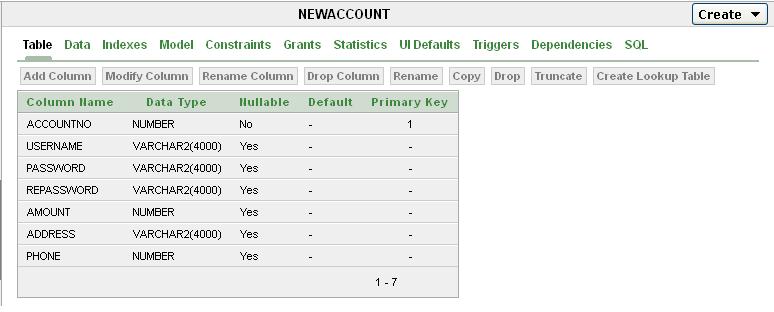 NEWACCOUNT Create
Table Data Indexes Model Constraints Grants Statistics UI Defaults Triggers Dependencies SQL
Add Column Modify Column Rename Column Drop Column Rename Copy Drop Truncate Create Lookup Table
Column Name Data Type Nullable Default Primary Key
ACCOUNTNO NUMBER No - 1
USERNAME VARCHAR2(4000) Yes - -
PASSWORD VARCHAR2(4000) Yes - -
REPASSWORD VARCHAR2(4000) Yes - -
AMOUNT NUMBER Yes - -
ADDRESS VARCHAR2(4000) Yes - -
PHONE NUMBER Yes - -
1 - 7